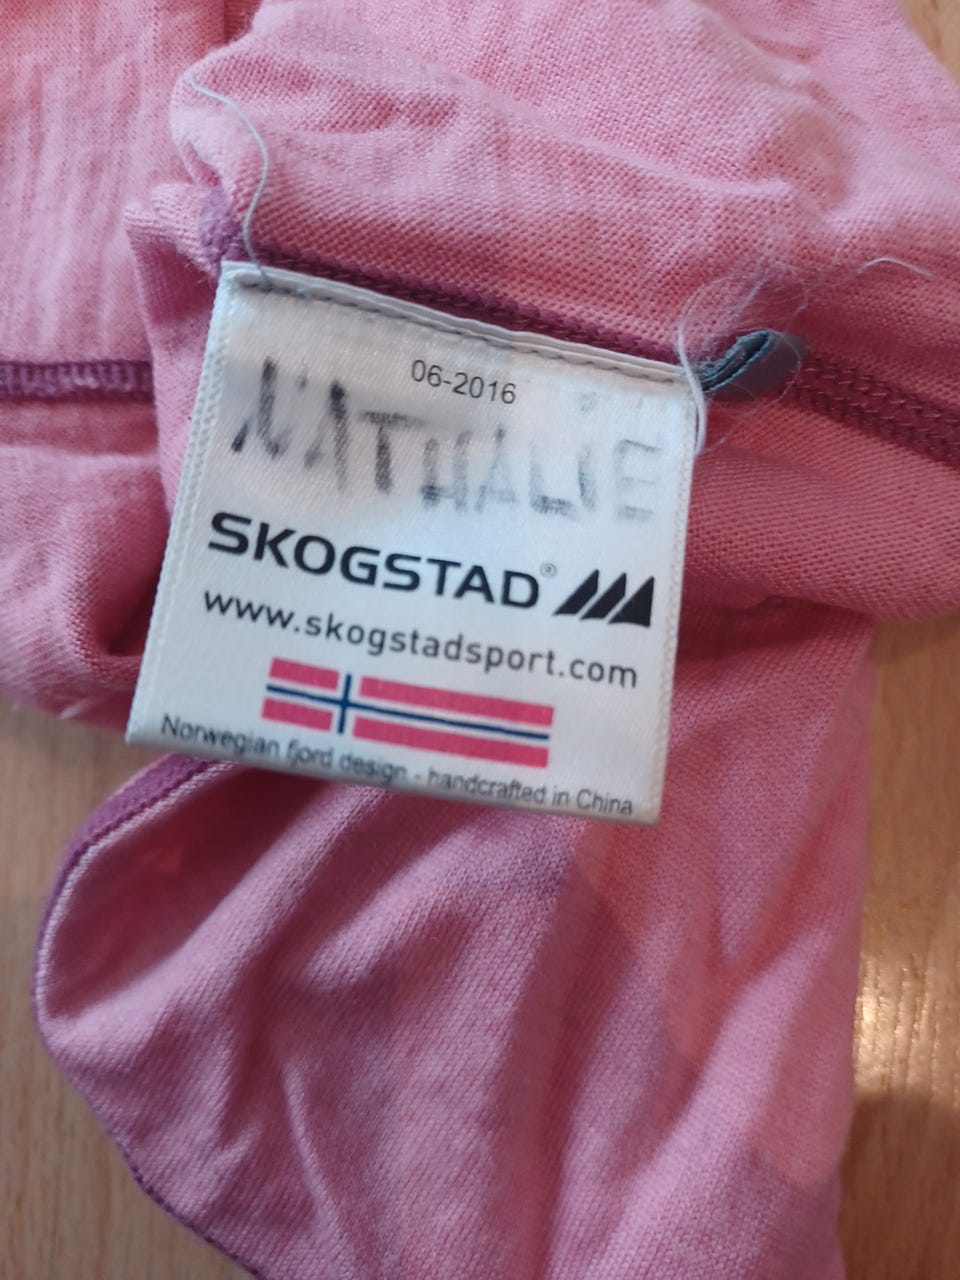 06-2016
NATHALIE
SKOGSTAD®
www.skogstadsport.com
Norwegian fjord design - handcrafted in China